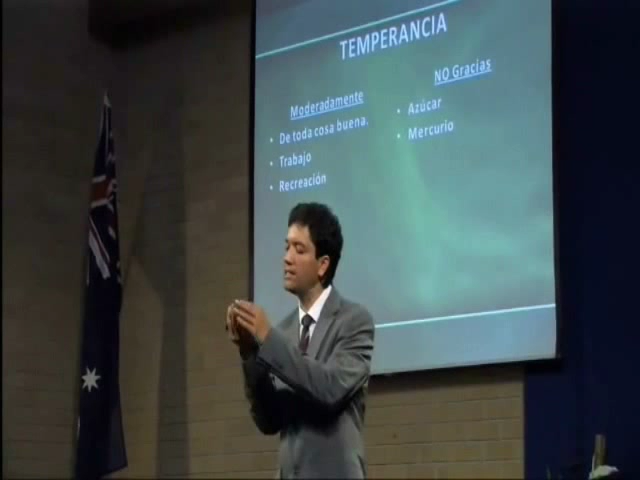 TEMPERANCIA
Moderadamente
• De toda cosa buena.
• Trabajo
• Recreación
NO Gracias
• Azúcar
• Mercurio